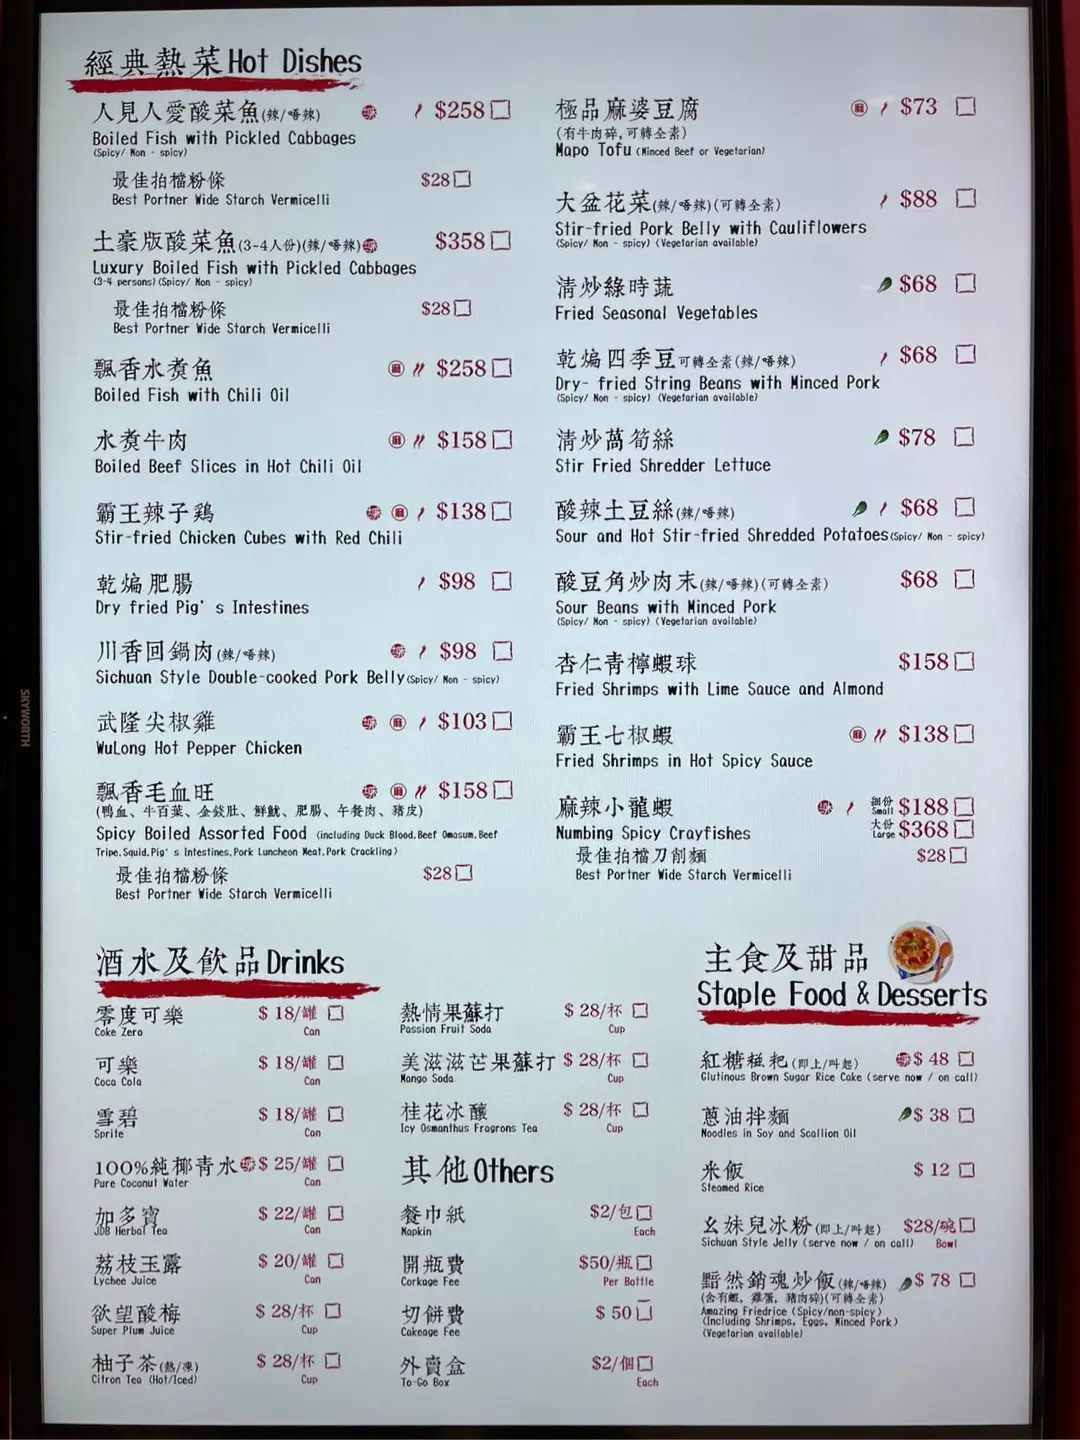 經典熱菜 Hot Dishes
人見人愛酸菜魚(辣/唔辣) $258
Boiled Fish with Pickled Cabbages
(Spicy/ Non - spicy)
最佳拍檔粉條 $28
Best Portner Wide Starch Vermicelli
土豪版酸菜魚(3-4人份)(辣/唔辣) $358
Luxury Boiled Fish with Pickled Cabbages
(3-4 persons)(Spicy/ Non - spicy)
最佳拍檔粉條 $28
Best Portner Wide Starch Vermicelli
飄香水煮魚 麻 $258
Boiled Fish with Chili Oil
水煮牛肉 麻 $158
Boiled Beef Slices in Hot Chili Oil
霸王辣子鷄 麻 $138
Stir-fried Chicken Cubes with Red Chili
乾煸肥腸 $98
Dry fried Pig's Intestines
川香回鍋肉(辣/唔辣) $98
Sichuan Style Double-cooked Pork Belly(Spicy/ Non - spicy)
武隆尖椒雞 麻 $103
WuLong Hot Pepper Chicken
飄香毛血旺 麻 $158
(鴨血、牛百葉、金錢肚、鮮魷、肥腸、午餐肉、豬皮)
Spicy Boiled Assorted Food (including Duck Blood,Beef Omasum,Beef
Tripe,Squid,Pig's Intestines,Pork Luncheon Meat,Pork Crackling)
最佳拍檔粉條 $28
Best Portner Wide Starch Vermicelli
極品麻婆豆腐 麻 $73
(有牛肉碎,可轉全素)
Mapo Tofu (Minced Beef or Vegetarian)
大盆花菜(辣/唔辣)(可轉全素) $88
Stir-fried Pork Belly with Cauliflowers
(Spicy/ Non - spicy) (Vegetarian available)
清炒綠時蔬 $68
Fried Seasonal Vegetables
乾煸四季豆可轉全素(辣/唔辣) $68
Dry- fried String Beans with Minced Pork
(Spicy/ Non - spicy) (Vegetarian available)
清炒萵筍絲 $78
Stir Fried Shredder Lettuce
酸辣土豆絲(辣/唔辣) $68
Sour and Hot Stir-fried Shredded Potatoes(Spicy/ Non - spicy)
酸豆角炒肉末(辣/唔辣)(可轉全素) $68
Sour Beans with Minced Pork
(Spicy/ Non - spicy) (Vegetarian available)
杏仁青檸蝦球 $158
Fried Shrimps with Lime Sauce and Almond
霸王七椒蝦 麻 $138
Fried Shrimps in Hot Spicy Sauce
麻辣小龍蝦 細份 Small $188
Numbing Spicy Crayfishes 大份 Large $368
最佳拍檔刀削麵 $28
Best Portner Wide Starch Vermicelli
酒水及飲品 Drinks
零度可樂 $ 18/罐
Coke Zero Can
可樂 $ 18/罐
Coca Cola Can
雪碧 $ 18/罐
Sprite Can
100%純椰青水 $ 25/罐
Pure Coconut Water Can
加多寶 $ 22/罐
JDB Herbal Tea Can
荔枝玉露 $ 20/罐
Lychee Juice Can
欲望酸梅 $ 28/杯
Super Plum Juice Cup
柚子茶(熱/凍) $ 28/杯
Citron Tea (Hot/Iced) Cup
熱情果蘇打 $ 28/杯
Passion Fruit Soda Cup
美滋滋芒果蘇打 $ 28/杯
Mango Soda Cup
桂花冰釀 $ 28/杯
Icy Osmanthus Fragrans Tea Cup
其他 Others
餐巾紙 $2/包
Napkin Each
開瓶費 $50/瓶
Corkage Fee Per Bottle
切餅費 $ 50
Cakeage Fee
外賣盒 $2/個
To-Go Box Each
主食及甜品
Staple Food & Desserts
紅糖糍粑(即上/叫起) $ 48
Glutinous Brown Sugar Rice Cake (serve now / on call)
蔥油拌麵 $ 38
Noodles in Soy and Scallion Oil
米飯 $ 12
Steamed Rice
幺妹兒冰粉(即上/叫起) $28/碗
Sichuan Style Jelly (serve now / on call) Bowl
黯然銷魂炒飯(辣/唔辣) $ 78
(含有蝦, 雞蛋, 豬肉碎)(可轉全素)
Amazing Friedrice (Spicy/non-spicy)
(Including Shrimps, Eggs, Minced Pork)
(Vegetarian available)
SKYWORTH